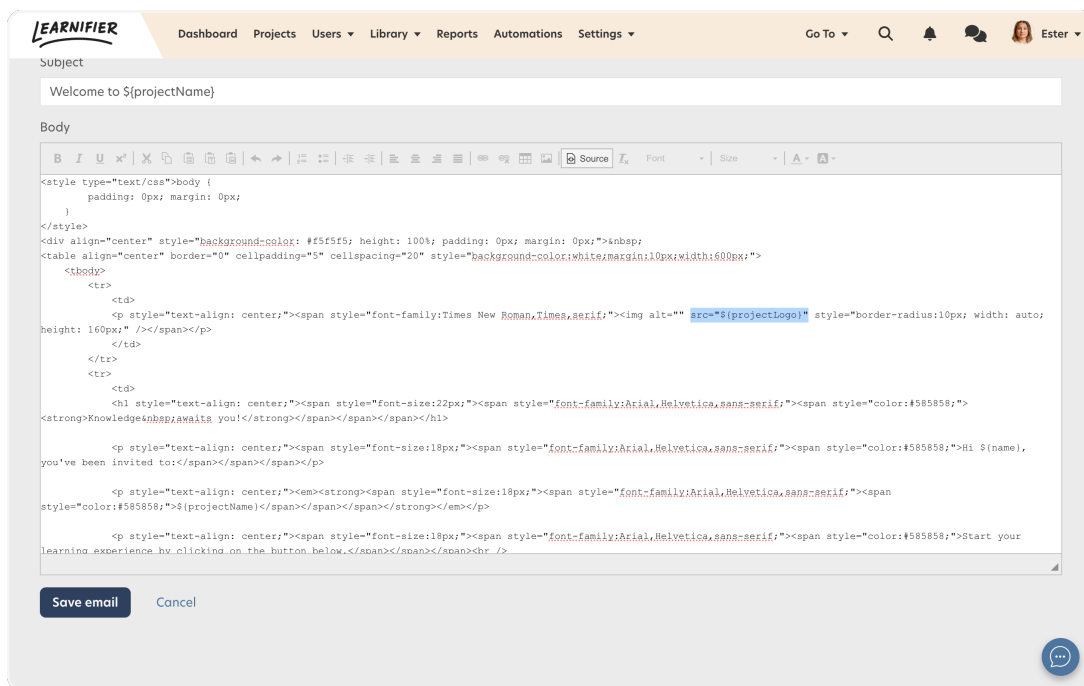 LEARNIFIER
Dashboard Projects Users Library Reports Automations Settings Go To Ester
Subject
Welcome to ${projectName}
Body
B I U x² Source Ix Font Size A A
<style type="text/css">body {
padding: 0px; margin: 0px;
}
</style>
<div align="center" style="background-color: #f5f5f5; height: 100%; padding: 0px; margin: 0px;">&nbsp;
<table align="center" border="0" cellpadding="5" cellspacing="20" style="background-color:white;margin:10px;width:600px;">
<tbody>
<tr>
<td>
<p style="text-align: center;"><span style="font-family:Times New Roman,Times,serif;"><img alt="" src="${projectLogo}" style="border-radius:10px; width: auto;
height: 160px;" /></span></p>
</td>
</tr>
<tr>
<td>
<h1 style="text-align: center;"><span style="font-size:22px;"><span style="font-family:Arial,Helvetica,sans-serif;"><span style="color:#585858;">
<strong>Knowledge&nbsp;awaits you!</strong></span></span></span></h1>
<p style="text-align: center;"><span style="font-size:18px;"><span style="font-family:Arial,Helvetica,sans-serif;"><span style="color:#585858;">Hi ${name},
you've been invited to:</span></span></span></p>
<p style="text-align: center;"><em><strong><span style="font-size:18px;"><span style="font-family:Arial,Helvetica,sans-serif;"><span
style="color:#585858;">${projectName}</span></span></span></strong></em></p>
<p style="text-align: center;"><span style="font-size:18px;"><span style="font-family:Arial,Helvetica,sans-serif;"><span style="color:#585858;">Start your
learning experience by clicking on the button below.</span></span></span><br />
Save email Cancel